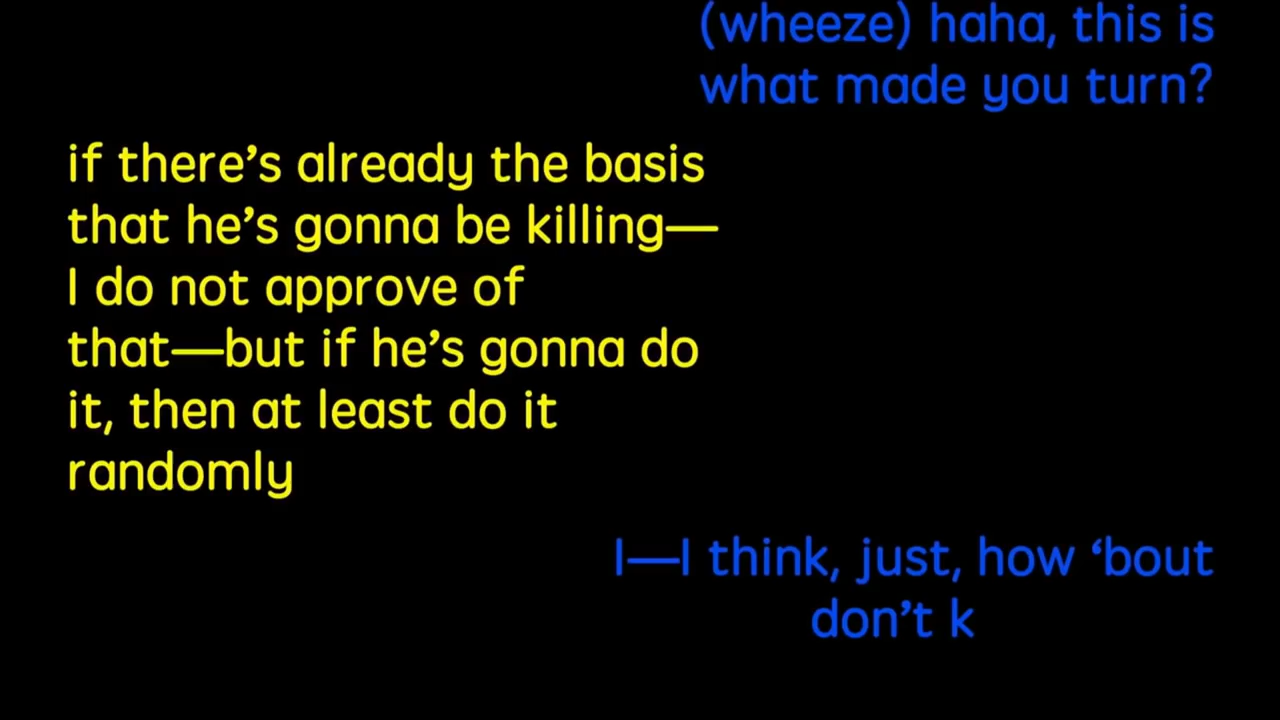 (wheeze) haha, this is
what made you turn?
if there’s already the basis
that he’s gonna be killing—
I do not approve of
that—but if he’s gonna do
it, then at least do it
randomly
I—I think, just, how ‘bout
don’t k